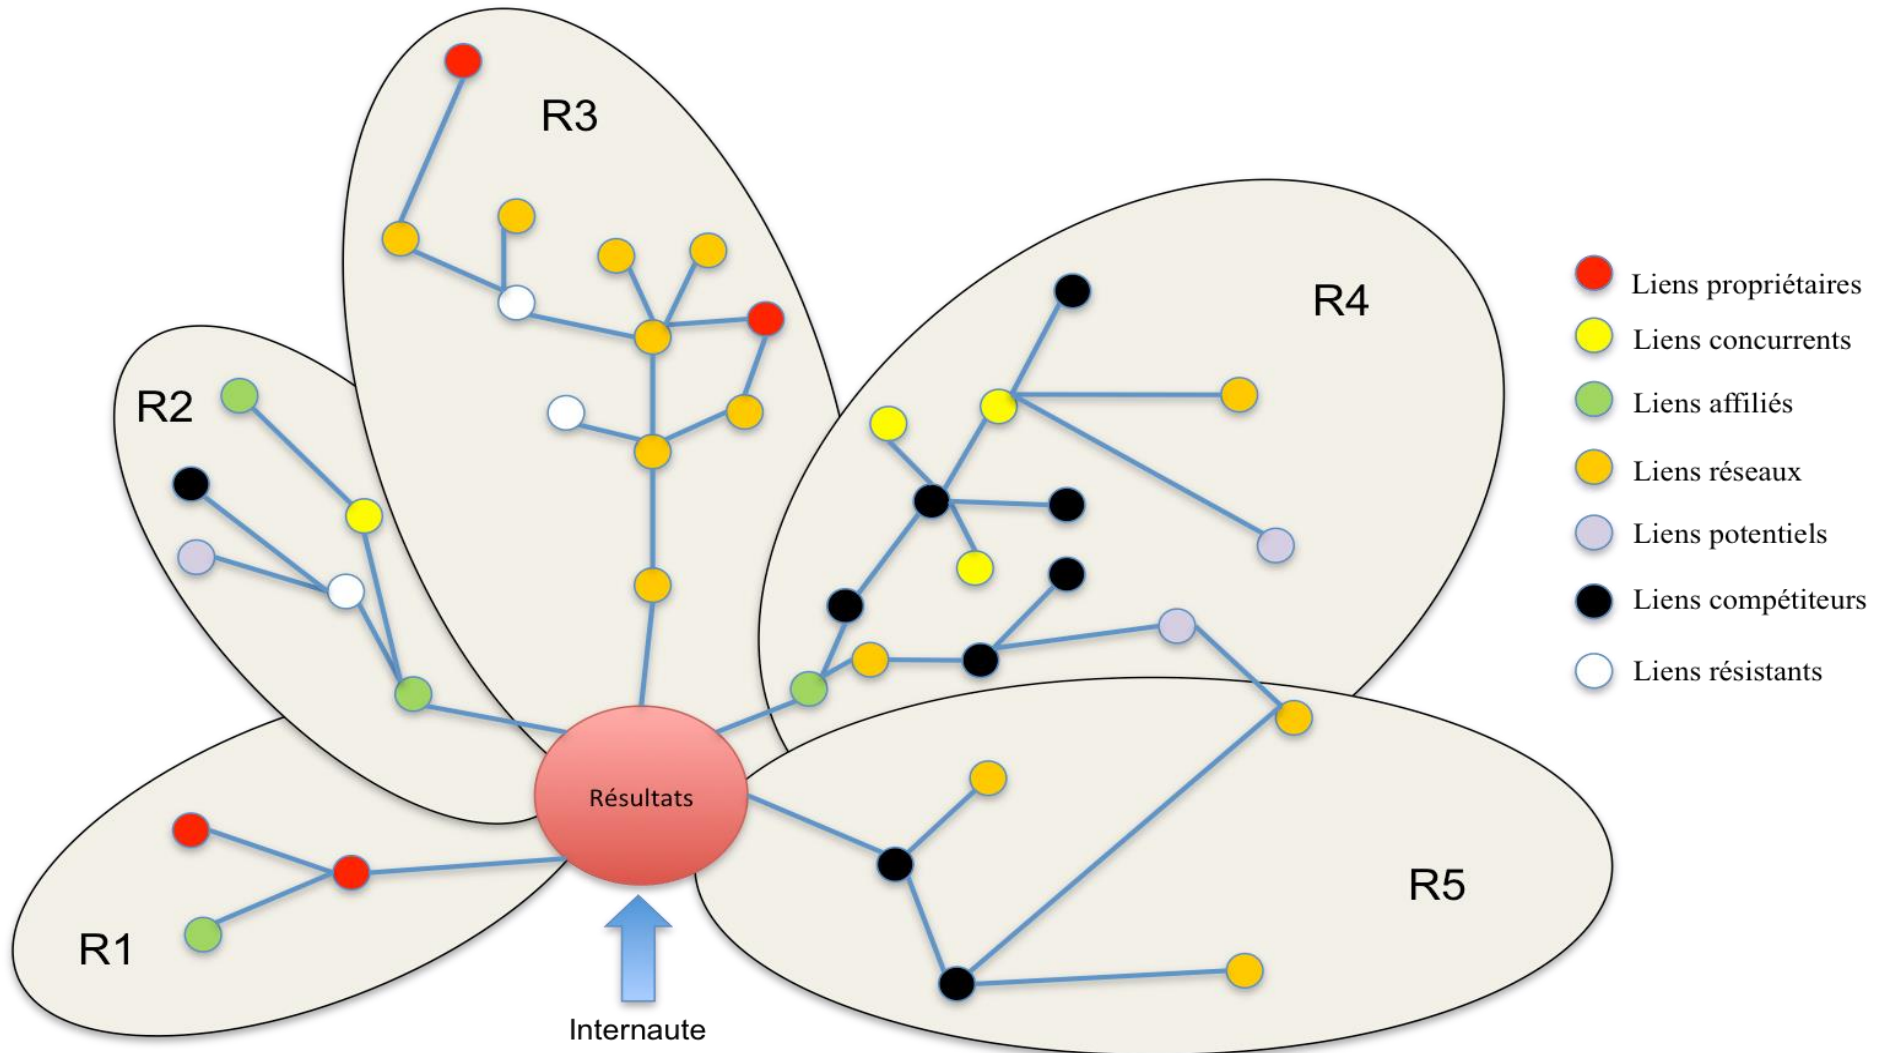 R3
R4
R2
Liens propriétaires
Liens concurrents
Liens affiliés
Liens réseaux
Liens potentiels
Liens compétiteurs
Liens résistants
Résultats
R5
R1
Internaute